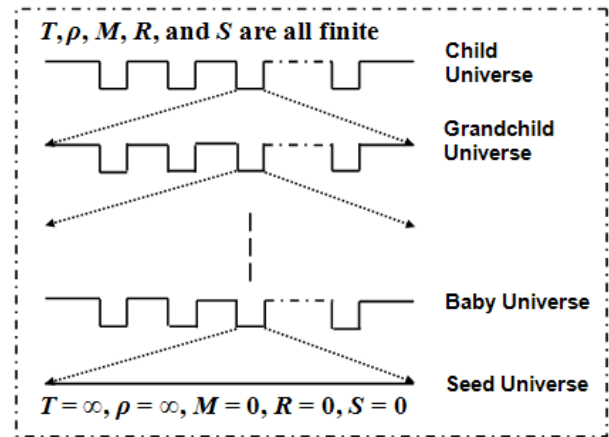 T, ρ, M, R, and S are all finite
Child
Universe
Grandchild
Universe
Baby Universe
Seed Universe
T = ∞, ρ = ∞, M = 0, R = 0, S = 0